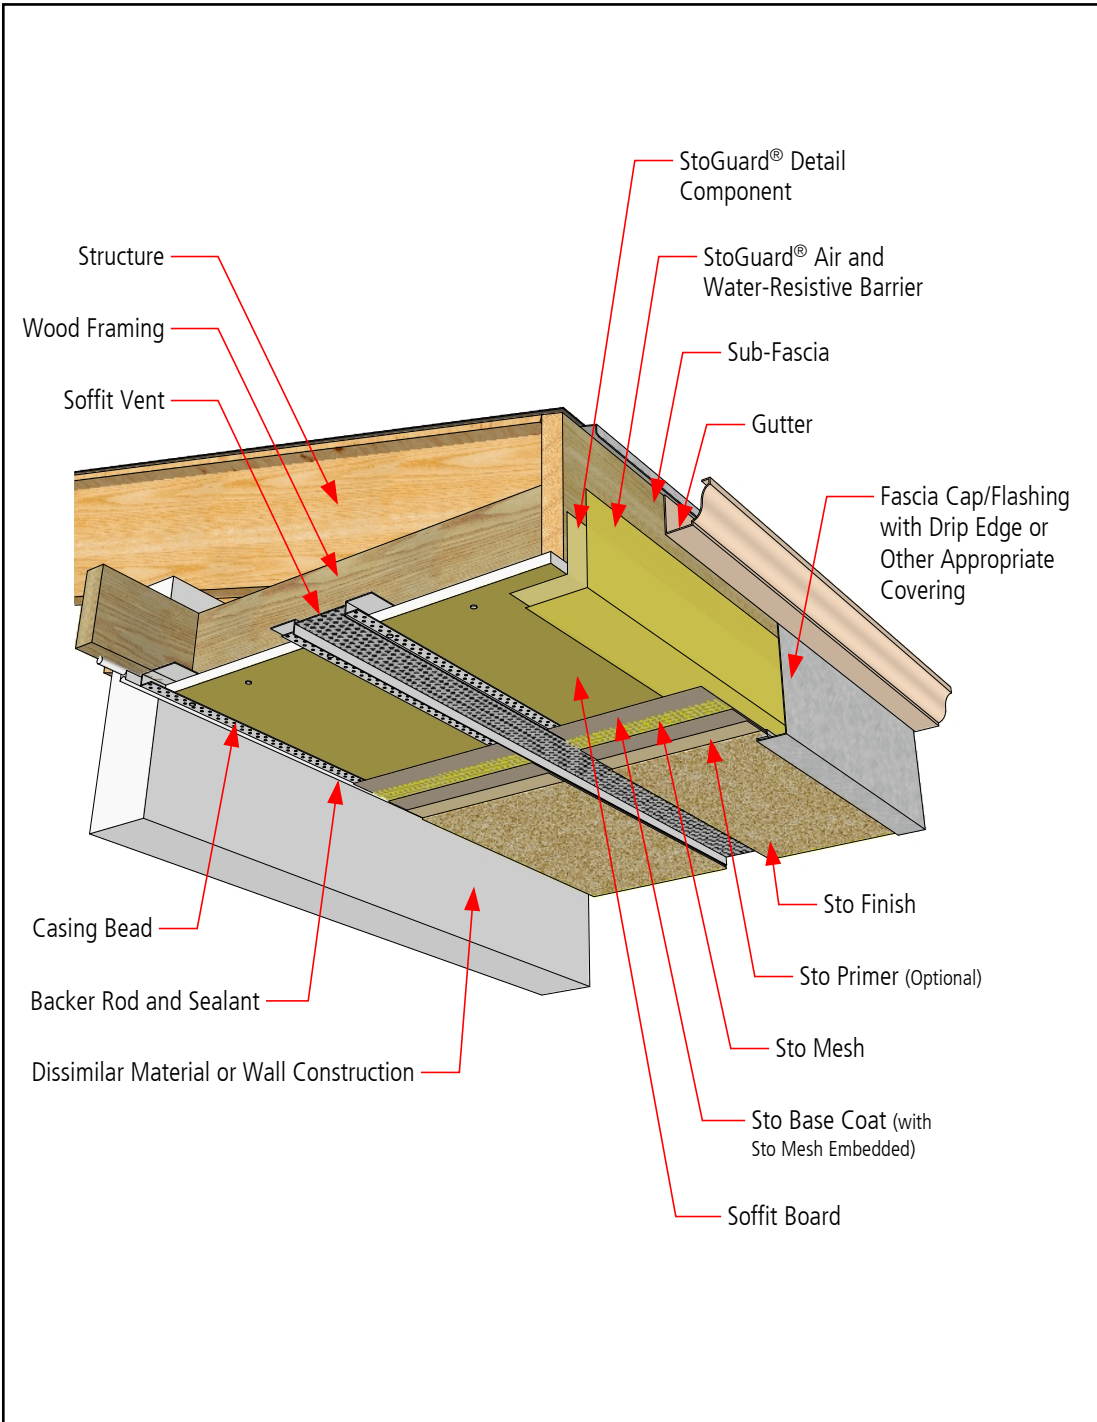 StoGuard® Detail
Component
Structure
StoGuard® Air and
Water-Resistive Barrier
Wood Framing
Sub-Fascia
Soffit Vent
Gutter
Fascia Cap/Flashing
with Drip Edge or
Other Appropriate
Covering
Casing Bead
Sto Finish
Backer Rod and Sealant
Sto Primer (Optional)
Dissimilar Material or Wall Construction
Sto Mesh
Sto Base Coat (with
Sto Mesh Embedded)
Soffit Board